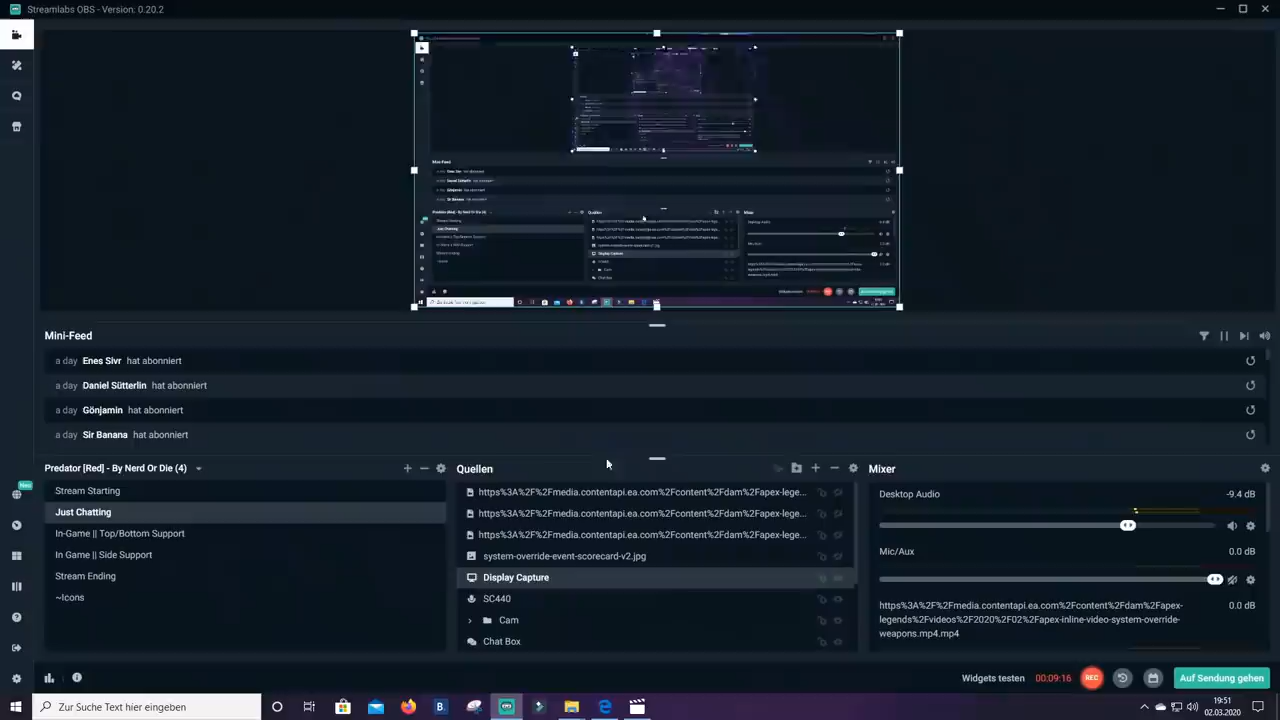 Streamlabs OBS - Version: 0.20.2
Mini-Feed
a day Enes Sivr hat abonniert
a day Daniel Sütterlin hat abonniert
a day Gönjamin hat abonniert
a day Sir Banana hat abonniert
Predator [Red] - By Nerd Or Die (4)
Stream Starting
Just Chatting
In-Game || Top/Bottom Support
In Game || Side Support
Stream Ending
~Icons
Neu
Quellen
https%3A%2F%2Fmedia.contentapi.ea.com%2Fcontent%2Fdam%2Fapex-lege...
https%3A%2F%2Fmedia.contentapi.ea.com%2Fcontent%2Fdam%2Fapex-lege...
https%3A%2F%2Fmedia.contentapi.ea.com%2Fcontent%2Fdam%2Fapex-lege...
system-override-event-scorecard-v2.jpg
Display Capture
SC440
Cam
Chat Box
Mixer
Desktop Audio -9.4 dB
Mic/Aux 0.0 dB
https%3A%2F%2Fmedia.contentapi.ea.com%2Fcontent%2Fdam%2Fapex- 0.0 dB
legends%2Fvideos%2F2020%2F02%2Fapex-inline-video-system-override-
weapons.mp4.mp4
Widgets testen 00:09:16 REC Auf Sendung gehen
Zur Suche Text hier eingeben
19:51
02.03.2020